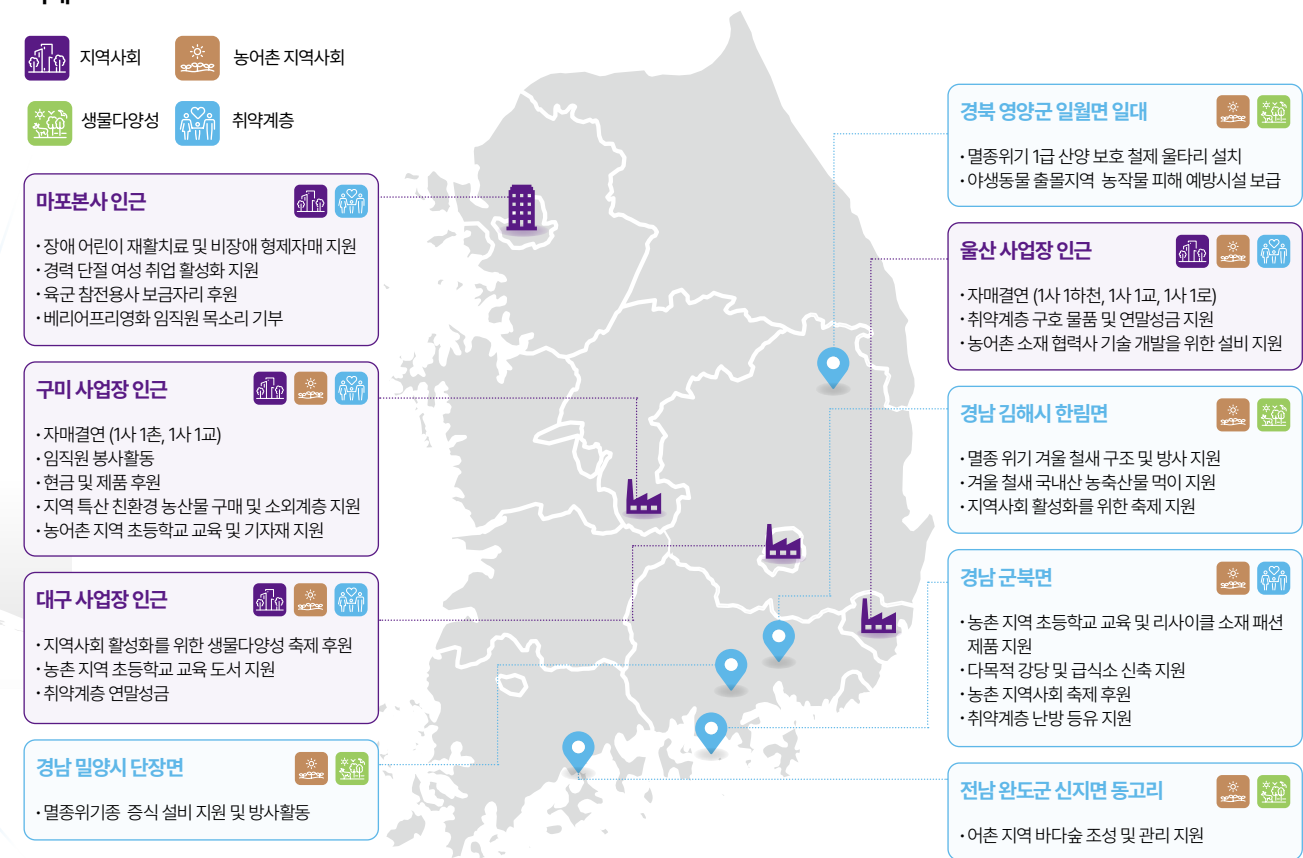 지역사회
농어촌 지역사회
생물다양성
취약계층
마포본사 인근
· 장애 어린이 재활치료 및 비장애 형제자매 지원
· 경력 단절 여성 취업 활성화 지원
· 육군 참전용사 보금자리 후원
· 베리어프리영화 임직원 목소리 기부
구미 사업장 인근
· 자매결연 (1사 1촌, 1사 1교)
· 임직원 봉사활동
· 현금 및 제품 후원
· 지역 특산 친환경 농산물 구매 및 소외계층 지원
· 농어촌 지역 초등학교 교육 및 기자재 지원
대구 사업장 인근
· 지역사회 활성화를 위한 생물다양성 축제 후원
· 농촌 지역 초등학교 교육 도서 지원
· 취약계층 연말성금
경남 밀양시 단장면
· 멸종위기종 증식 설비 지원 및 방사활동
경북 영양군 일월면 일대
· 멸종위기 1급 산양 보호 철제 울타리 설치
· 야생동물 출몰지역 농작물 피해 예방시설 보급
울산 사업장 인근
· 자매결연 (1사 1하천, 1사 1교, 1사 1로)
· 취약계층 구호 물품 및 연말성금 지원
· 농어촌 소재 협력사 기술 개발을 위한 설비 지원
경남 김해시 한림면
· 멸종 위기 겨울 철새 구조 및 방사 지원
· 겨울 철새 국내산 농축산물 먹이 지원
· 지역사회 활성화를 위한 축제 지원
경남 군북면
· 농촌 지역 초등학교 교육 및 리사이클 소재 패션
제품 지원
· 다목적 강당 및 급식소 신축 지원
· 농촌 지역사회 축제 후원
· 취약계층 난방 등유 지원
전남 완도군 신지면 동고리
· 어촌 지역 바다숲 조성 및 관리 지원